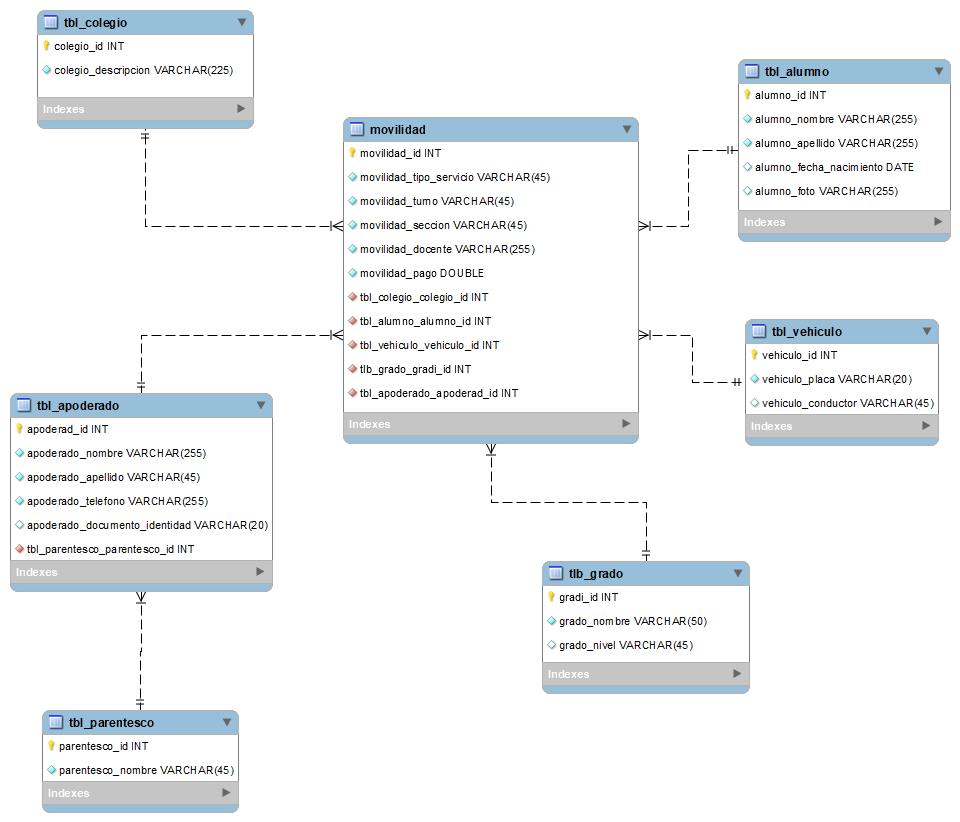 tbl_colegio
colegio_id INT
colegio_descripcion VARCHAR(225)
Indexes
tbl_alumno
alumno_id INT
alumno_nombre VARCHAR(255)
alumno_apellido VARCHAR(255)
alumno_fecha_nacimiento DATE
alumno_foto VARCHAR(255)
Indexes
movilidad
movilidad_id INT
movilidad_tipo_servicio VARCHAR(45)
movilidad_turno VARCHAR(45)
movilidad_seccion VARCHAR(45)
movilidad_docente VARCHAR(255)
movilidad_pago DOUBLE
tbl_colegio_colegio_id INT
tbl_alumno_alumno_id INT
tbl_vehiculo_vehiculo_id INT
tlb_grado_gradi_id INT
tbl_apoderado_apoderad_id INT
Indexes
tbl_vehiculo
vehiculo_id INT
vehiculo_placa VARCHAR(20)
vehiculo_conductor VARCHAR(45)
Indexes
tbl_apoderado
apoderad_id INT
apoderado_nombre VARCHAR(255)
apoderado_apellido VARCHAR(45)
apoderado_telefono VARCHAR(255)
apoderado_documento_identidad VARCHAR(20)
tbl_parentesco_parentesco_id INT
Indexes
tlb_grado
gradi_id INT
grado_nombre VARCHAR(50)
grado_nivel VARCHAR(45)
Indexes
tbl_parentesco
parentesco_id INT
parentesco_nombre VARCHAR(45)
Indexes